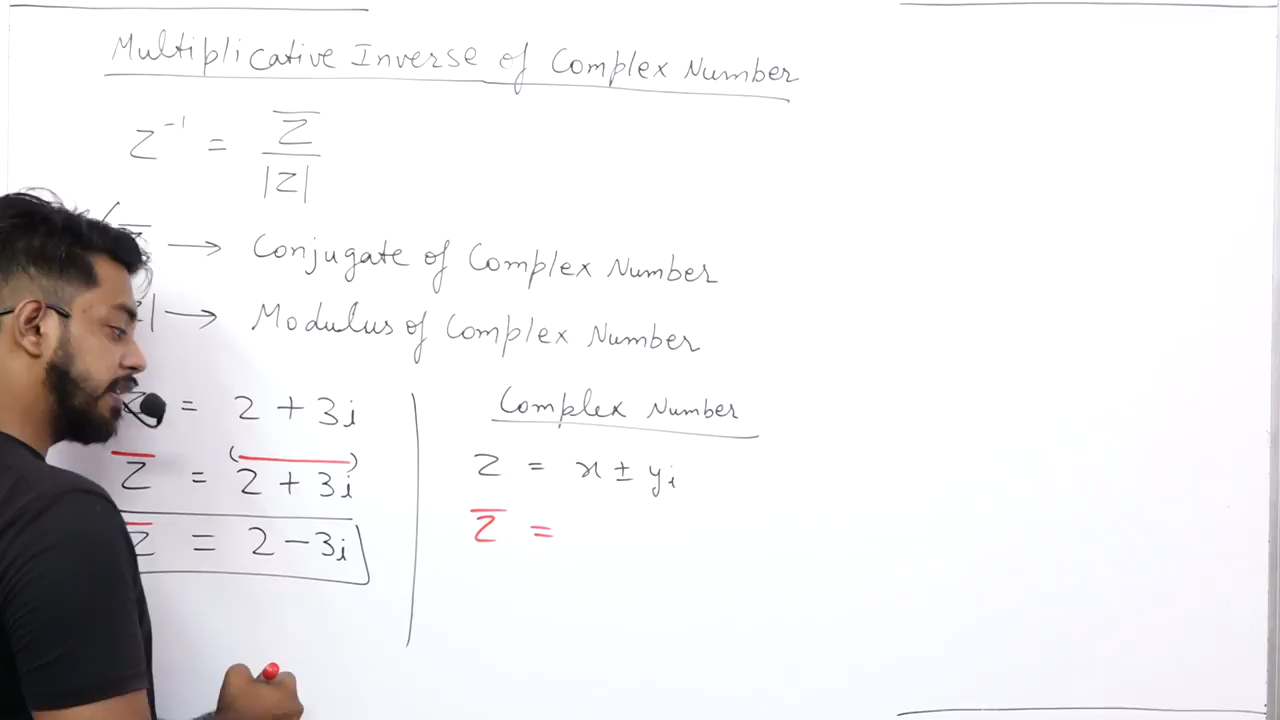 Multiplicative Inverse of Complex Number
z⁻¹ = z̅ / |z|
→ Conjugate of Complex Number
| → Modulus of Complex Number
= 2 + 3i
z̅ = (2 + 3i)
z̅ = 2 − 3i
Complex Number
z = x ± yi
z̅ =